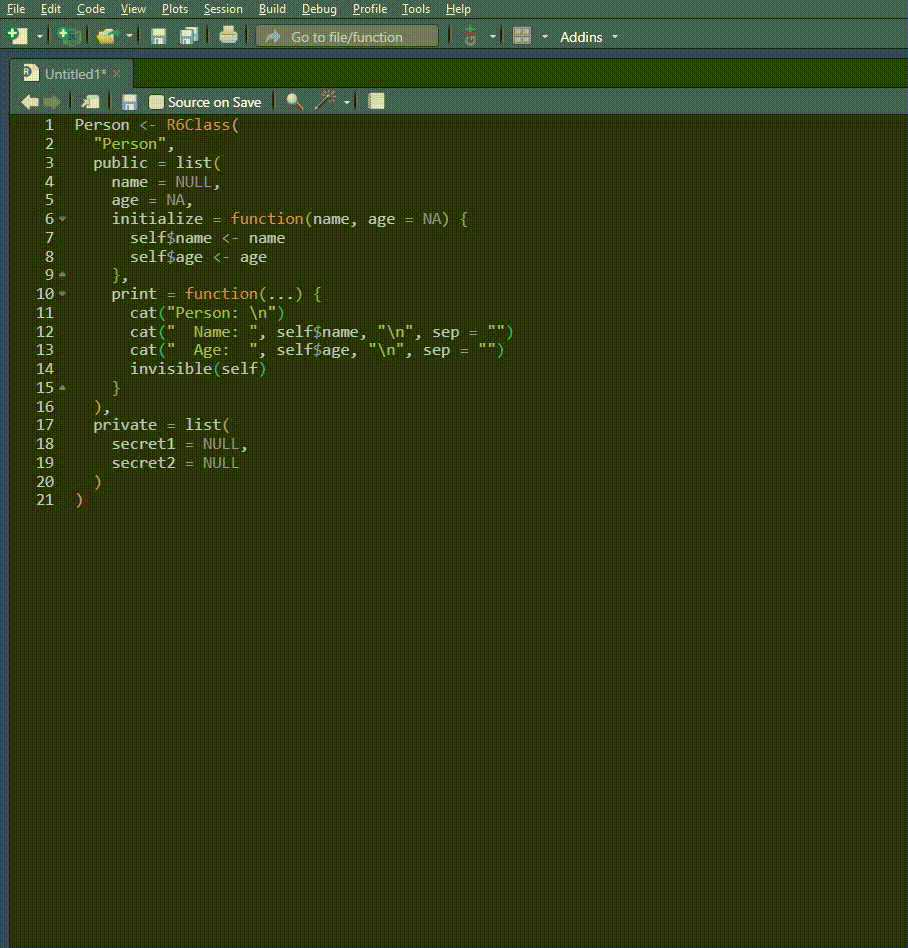 File Edit Code View Plots Session Build Debug Profile Tools Help
Go to file/function Addins
Untitled1*
Source on Save
1 Person <- R6Class(
2   "Person",
3   public = list(
4     name = NULL,
5     age = NA,
6     initialize = function(name, age = NA) {
7       self$name <- name
8       self$age <- age
9     },
10     print = function(...) {
11       cat("Person: \n")
12       cat("  Name: ", self$name, "\n", sep = "")
13       cat("  Age:  ", self$age, "\n", sep = "")
14       invisible(self)
15     }
16   ),
17   private = list(
18     secret1 = NULL,
19     secret2 = NULL
20   )
21 )